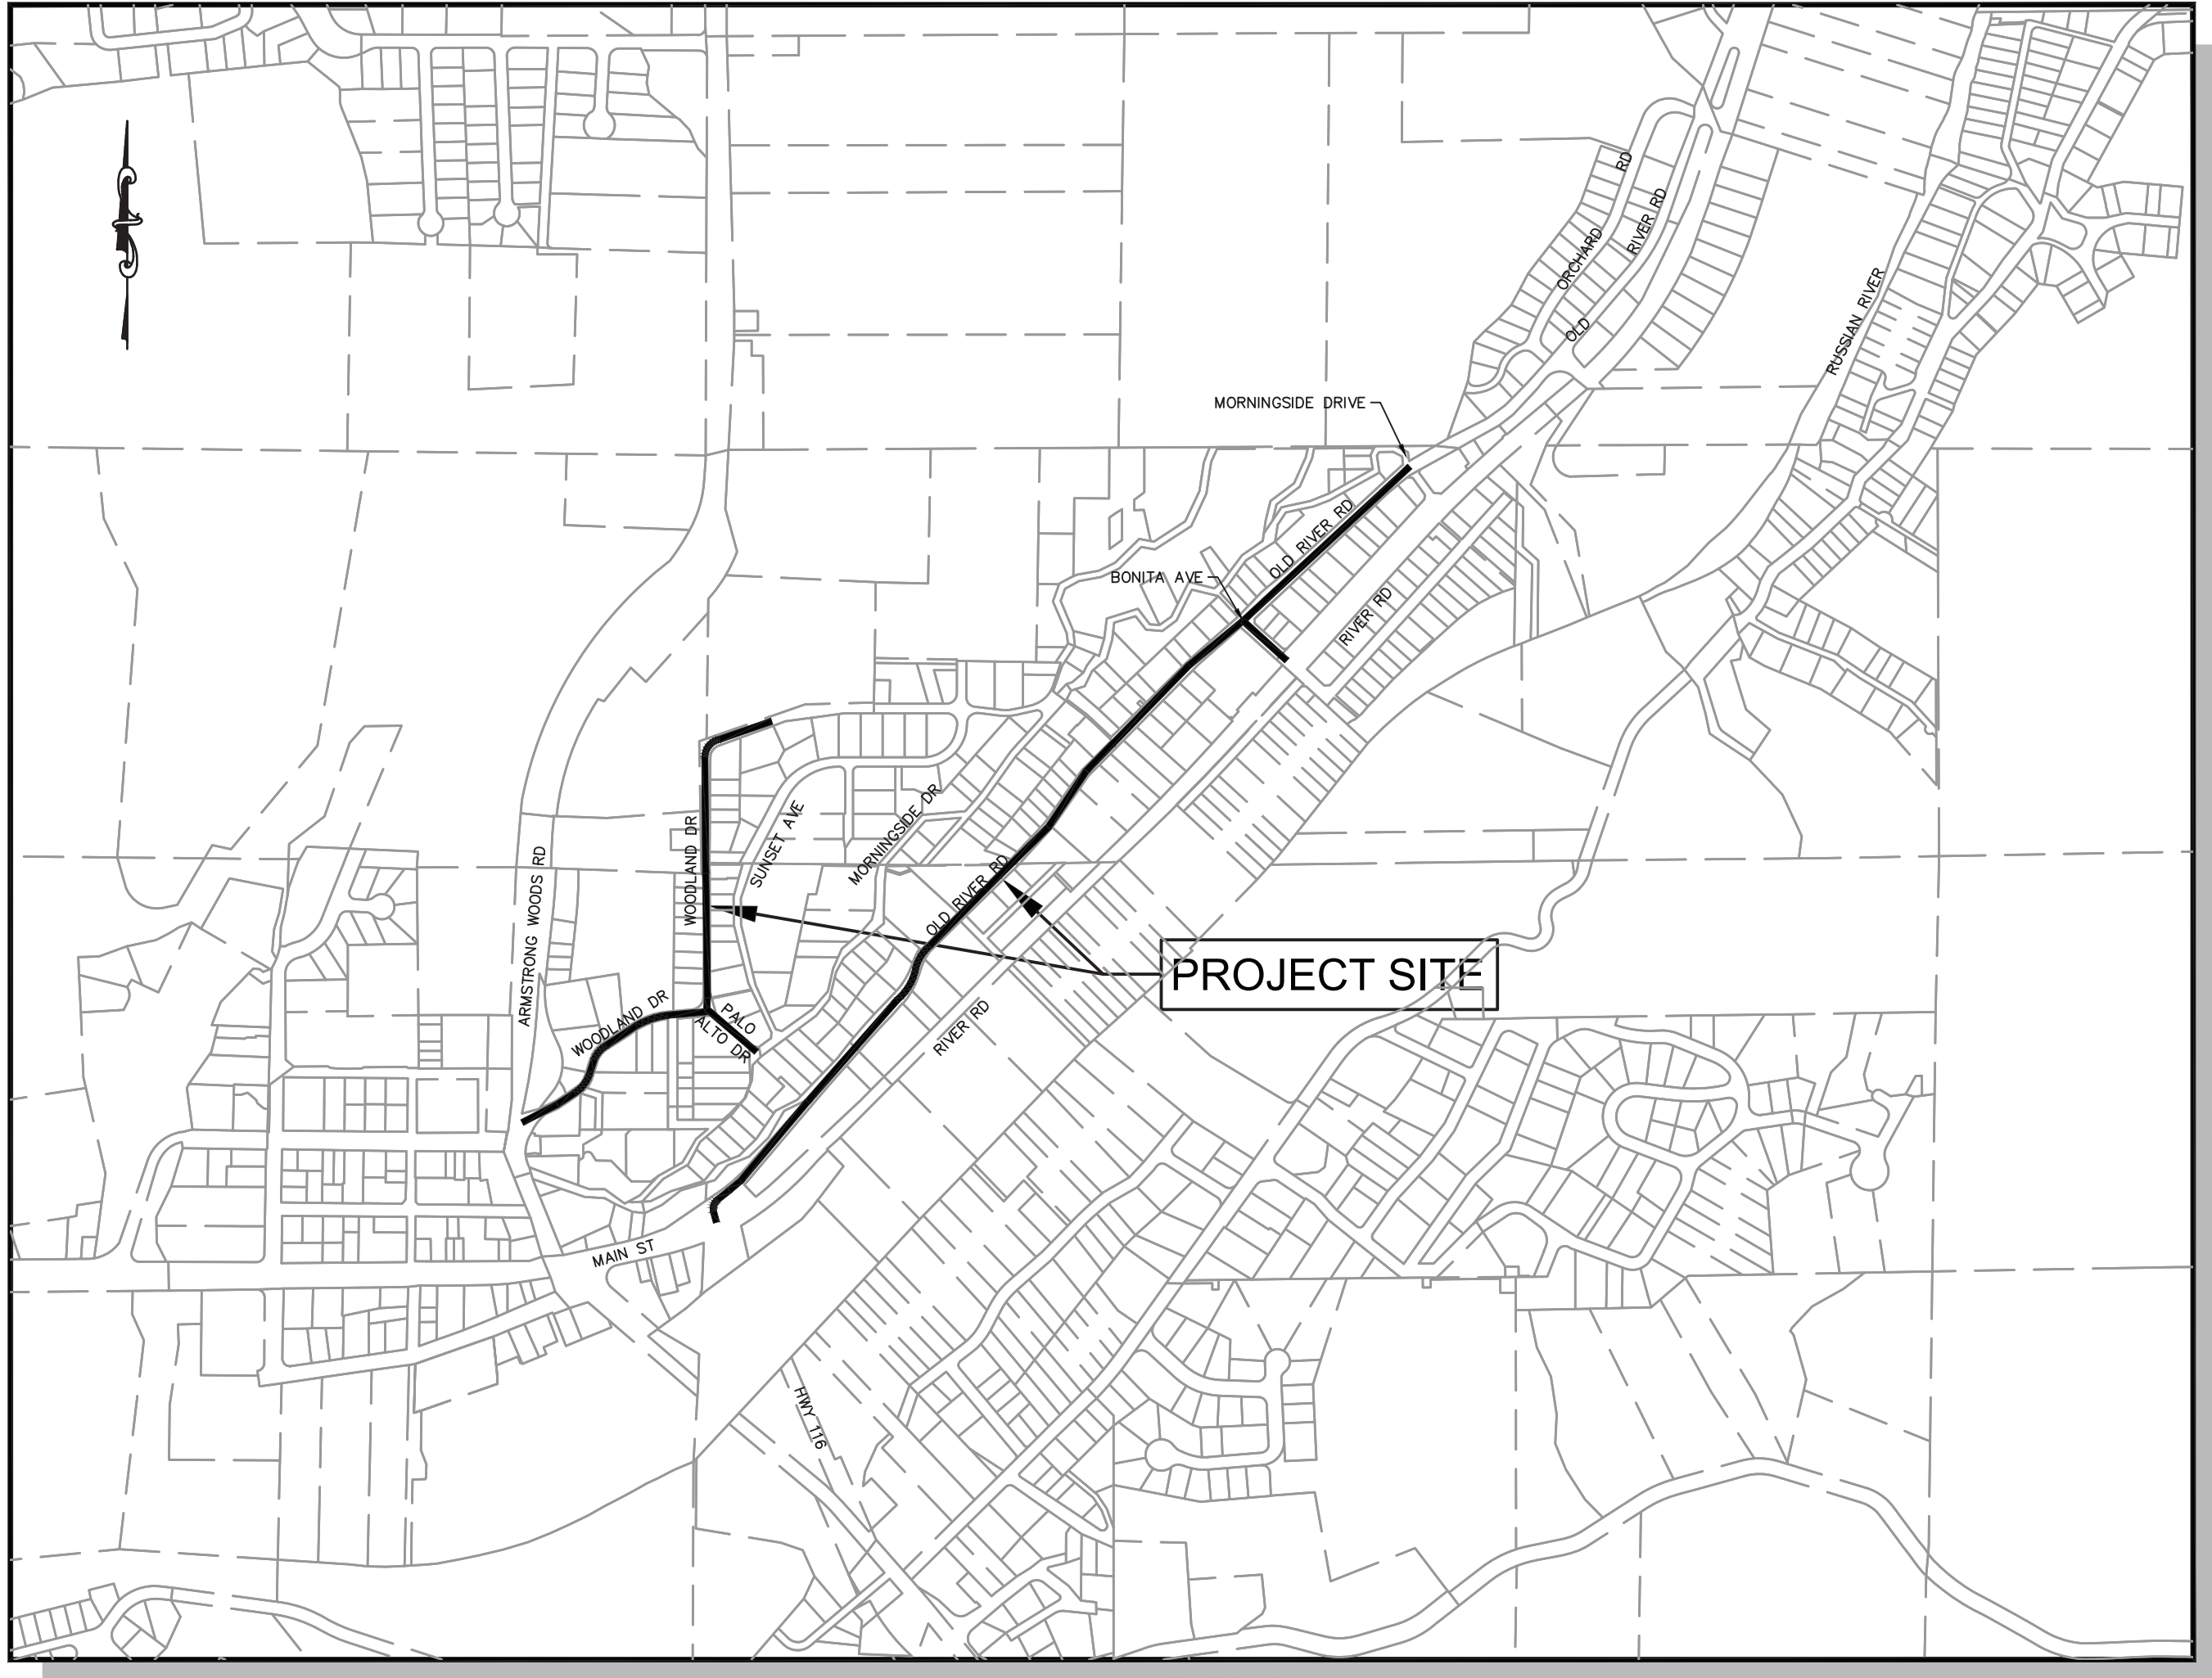 ORCHARD RD
OLD RIVER RD
RUSSIAN RIVER
MORNINGSIDE DRIVE
OLD RIVER RD
BONITA AVE
RIVER RD
WOODLAND DR
SUNSET AVE
MORNINGSIDE DR
ARMSTRONG WOODS RD
OLD RIVER RD
PROJECT SITE
WOODLAND DR
PALO
ALTO DR
RIVER RD
MAIN ST
HWY 116